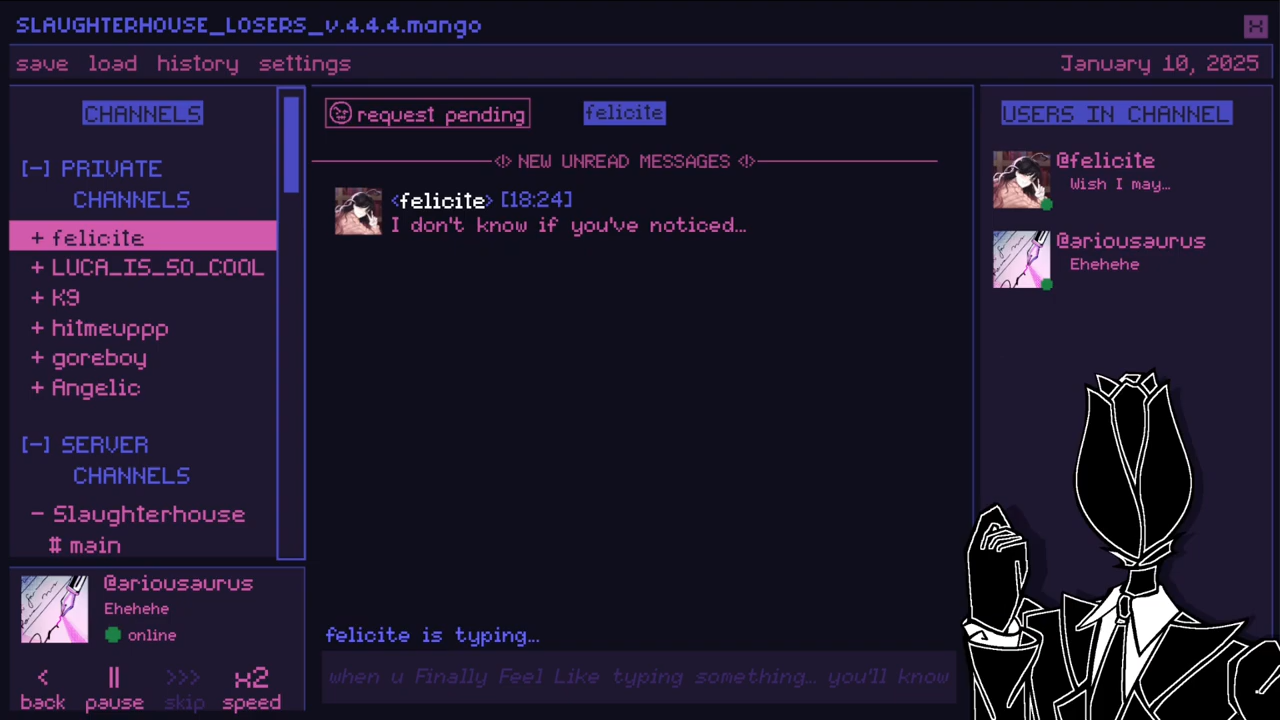 SLAUGHTERHOUSE_LOSERS_v.4.4.4.mango
x
save load history settings
January 10, 2025
CHANNELS
[-] PRIVATE
CHANNELS
+ felicite
+ LUCA_IS_SO_COOL
+ K9
+ hitmeuppp
+ goreboy
+ Angelic
[-] SERVER
CHANNELS
- Slaughterhouse
# main
@ariousaurus
Ehehehe
online
< || >>> x2
back pause skip speed
request pending
felicite
<!> NEW UNREAD MESSAGES <!>
<felicite> [18:24]
I don't know if you've noticed...
felicite is typing...
when u Finally Feel Like typing something... you'll know
USERS IN CHANNEL
@felicite
Wish I may...
@ariousaurus
Ehehehe